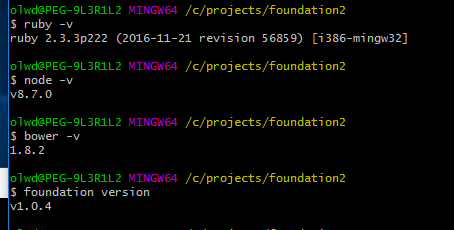 olwd@PEG-9L3R1L2 MINGW64 /c/projects/foundation2
$ ruby -v
ruby 2.3.3p222 (2016-11-21 revision 56859) [i386-mingw32]
olwd@PEG-9L3R1L2 MINGW64 /c/projects/foundation2
$ node -v
v8.7.0
olwd@PEG-9L3R1L2 MINGW64 /c/projects/foundation2
$ bower -v
1.8.2
olwd@PEG-9L3R1L2 MINGW64 /c/projects/foundation2
$ foundation version
v1.0.4